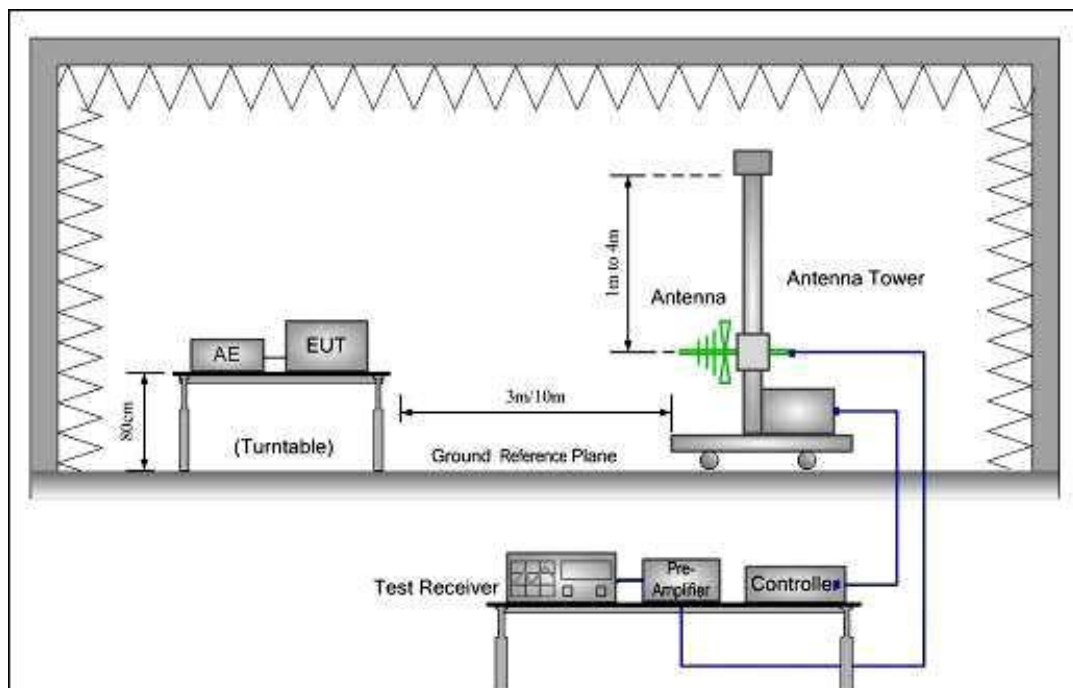 1m to 4m
Antenna Tower
Antenna
AE
EUT
80cm
3m/10m
(Turntable)
Ground Reference Plane
Test Receiver
Pre-
Amplifier
Controlle